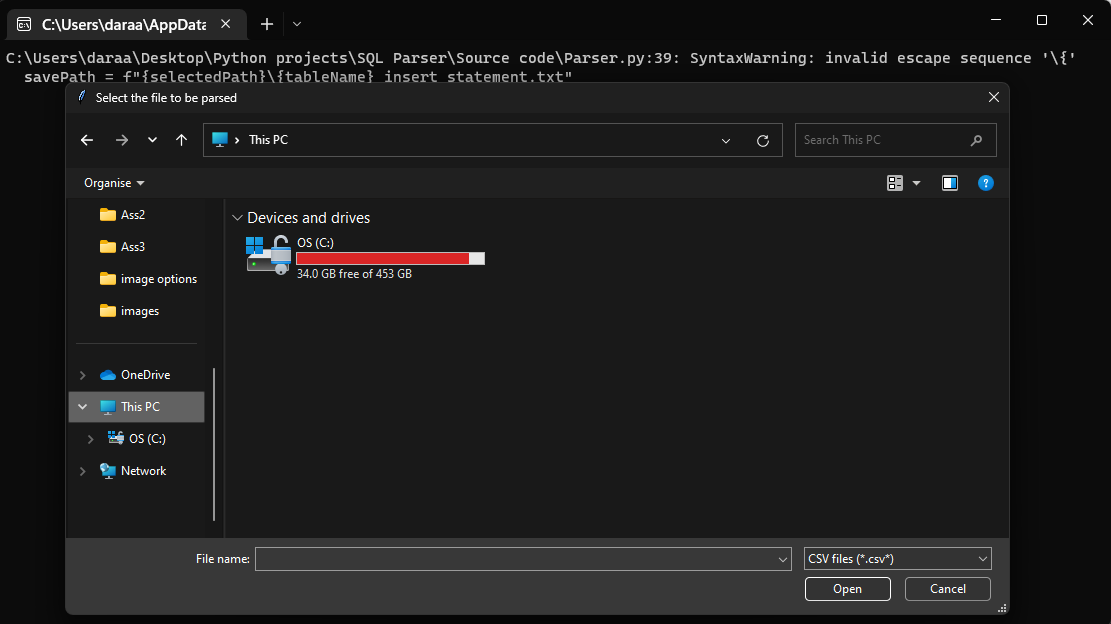 C:\Users\daraa\AppData
C:\Users\daraa\Desktop\Python projects\SQL Parser\Source code\Parser.py:39: SyntaxWarning: invalid escape sequence '\{'
savePath = f"{selectedPath}\{tableName} insert statement.txt"
Select the file to be parsed
This PC
Search This PC
Organise
Ass2
Ass3
image options
images
OneDrive
This PC
OS (C:)
Network
Devices and drives
OS (C:)
34.0 GB free of 453 GB
File name:
CSV files (*.csv*)
Open
Cancel